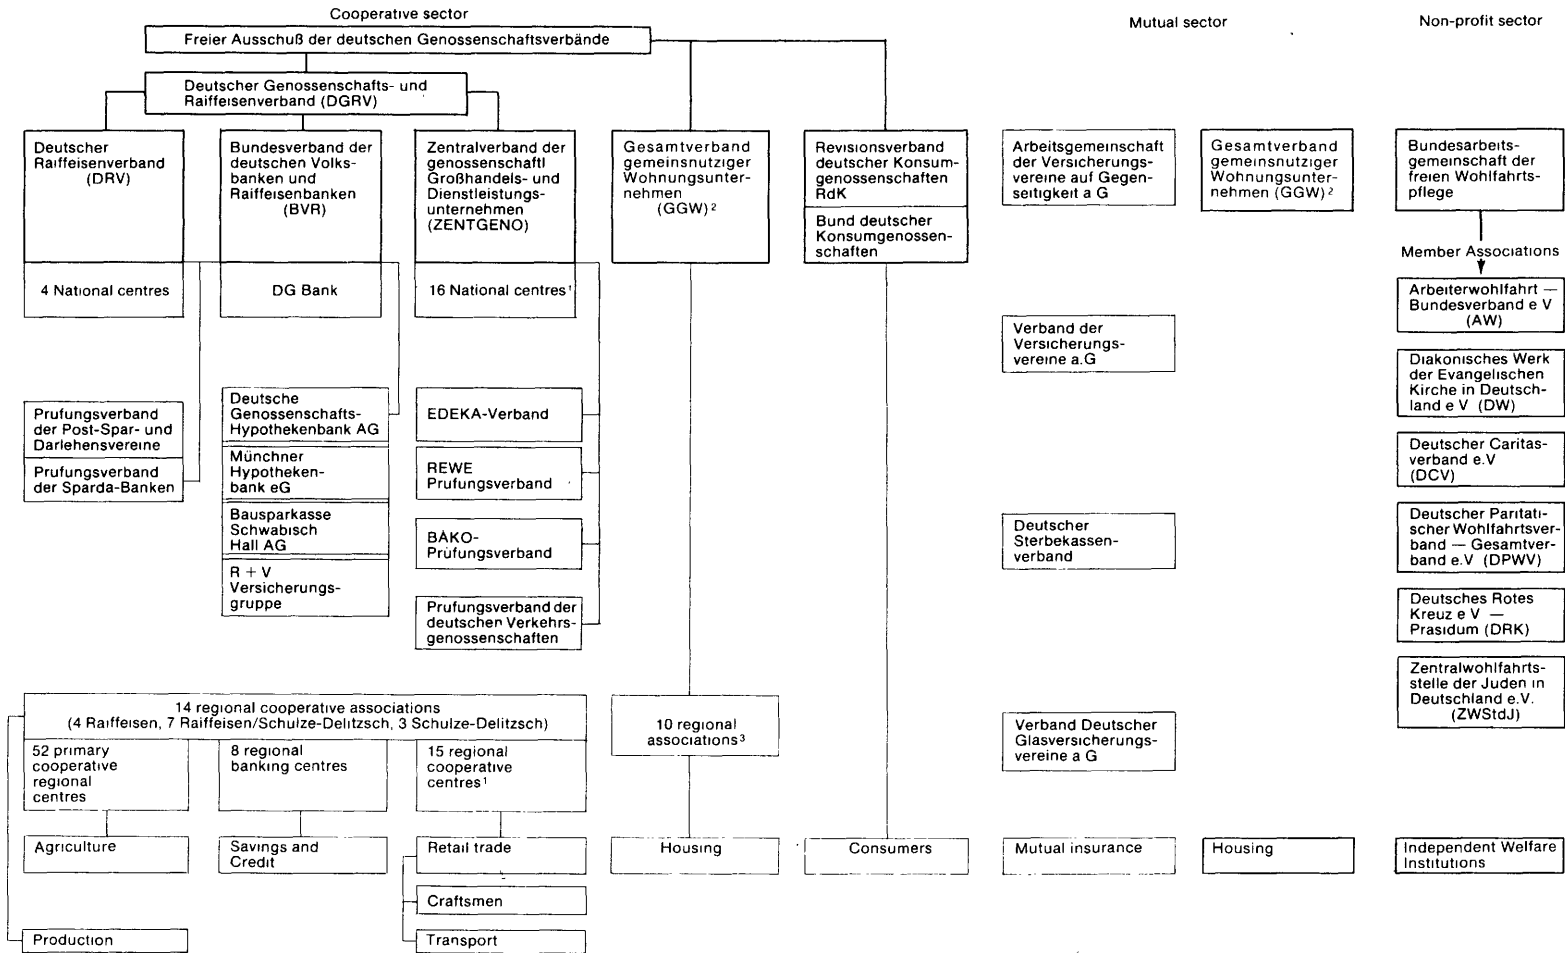 Cooperative sector
Mutual sector
Non-profit sector
Freier Ausschuß der deutschen Genossenschaftsverbände
Deutscher Genossenschafts- und
Raiffeisenverband (DGRV)
Deutscher
Raiffeisenverband
(DRV)
Bundesverband der
deutschen Volks-
banken und
Raiffeisenbanken
(BVR)
Zentralverband der
genossenschaftl
Großhandels- und
Dienstleistungs-
unternehmen
(ZENTGENO)
Gesamtverband
gemeinsnutziger
Wohnungsunter-
nehmen
(GGW)²
Revisionsverband
deutscher Konsum-
genossenschaften
RdK
Bund deutscher
Konsumgenossen-
schaften
Arbeitsgemeinschaft
der Versicherungs-
vereine auf Gegen-
seitigkeit a G
Gesamtverband
gemeinsnutziger
Wohnungsunter-
nehmen (GGW)²
Bundesarbeits-
gemeinschaft der
freien Wohlfahrts-
pflege
Member Associations
4 National centres
DG Bank
16 National centres¹
Arbeiterwohlfahrt —
Bundesverband e V
(AW)
Verband der
Versicherungs-
vereine a.G
Diakonisches Werk
der Evangelischen
Kirche in Deutsch-
land e V (DW)
Prufungsverband
der Post-Spar- und
Darlehensvereine
Prufungsverband
der Sparda-Banken
Deutsche
Genossenschafts-
Hypothekenbank AG
Münchner
Hypotheken-
bank eG
Bausparkasse
Schwabisch
Hall AG
R + V
Versicherungs-
gruppe
EDEKA-Verband
REWE
Prufungsverband
BÄKO-
Prüfungsverband
Prufungsverband der
deutschen Verkehrs-
genossenschaften
Deutscher Caritas-
verband e.V
(DCV)
Deutscher
Sterbekassen-
verband
Deutscher Paritati-
scher Wohlfahrtsver-
band — Gesamtver-
band e.V (DPWV)
Deutsches Rotes
Kreuz e V —
Prasidum (DRK)
Zentralwohlfahrts-
stelle der Juden in
Deutschland e.V.
(ZWStdJ)
14 regional cooperative associations
(4 Raiffeisen, 7 Raiffeisen/Schulze-Delitzsch, 3 Schulze-Delitzsch)
52 primary
cooperative
regional
centres
8 regional
banking centres
15 regional
cooperative
centres¹
10 regional
associations³
Verband Deutscher
Glasversicherungs-
vereine a G
Agriculture
Savings and
Credit
Retail trade
Housing
Consumers
Mutual insurance
Housing
Independent Welfare
Institutions
Craftsmen
Production
Transport